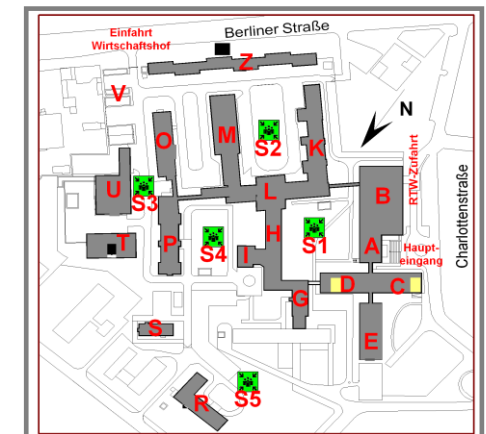 Einfahrt
Wirtschaftshof
Berliner Straße
Z
V
N
O
M
S2
K
RTW-Zufahrt
Charlottenstraße
U
S3
L
B
P
S4
H
S1
A
Haupt-
eingang
T
I
G
D
C
S
E
R
S5